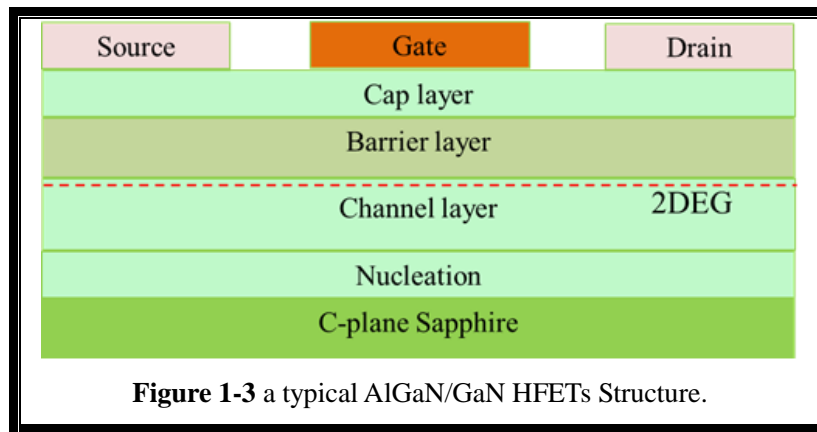 Source Gate Drain
Cap layer
Barrier layer
Channel layer 2DEG
Nucleation
C-plane Sapphire
Figure 1-3 a typical AlGaN/GaN HFETs Structure.